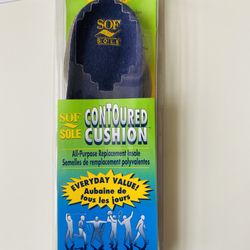 SOF
SOLE
SOF
SOLE
CONTOURED
CUSHION
All-Purpose Replacement Insole
Semelles de remplacement polyvalentes
EVERYDAY VALUE!
Aubaine de
tous les jours